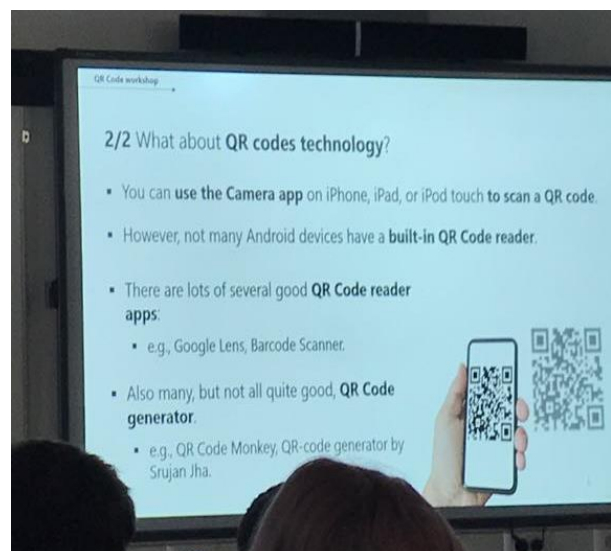 QR Code workshop
2/2 What about QR codes technology?
▪ You can use the Camera app on iPhone, iPad, or iPod touch to scan a QR code.
▪ However, not many Android devices have a built-in QR Code reader.
▪ There are lots of several good QR Code reader
apps:
▪ e.g., Google Lens, Barcode Scanner.
▪ Also many, but not all quite good, QR Code
generator.
▪ e.g., QR Code Monkey, QR-code generator by
Srujan Jha.